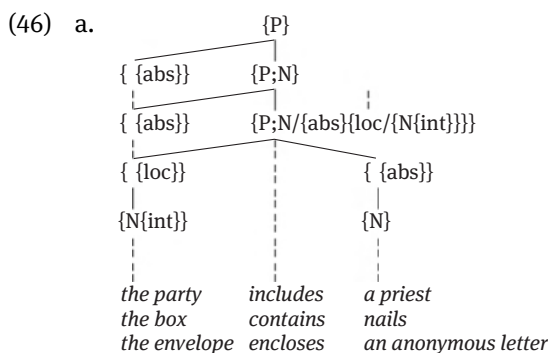 (46) a. {P}
{ {abs}} {P;N}
{ {abs}} {P;N/{abs}{loc/{N{int}}}}
{ {loc}} { {abs}}
{N{int}} {N}
the party includes a priest
the box contains nails
the envelope encloses an anonymous letter